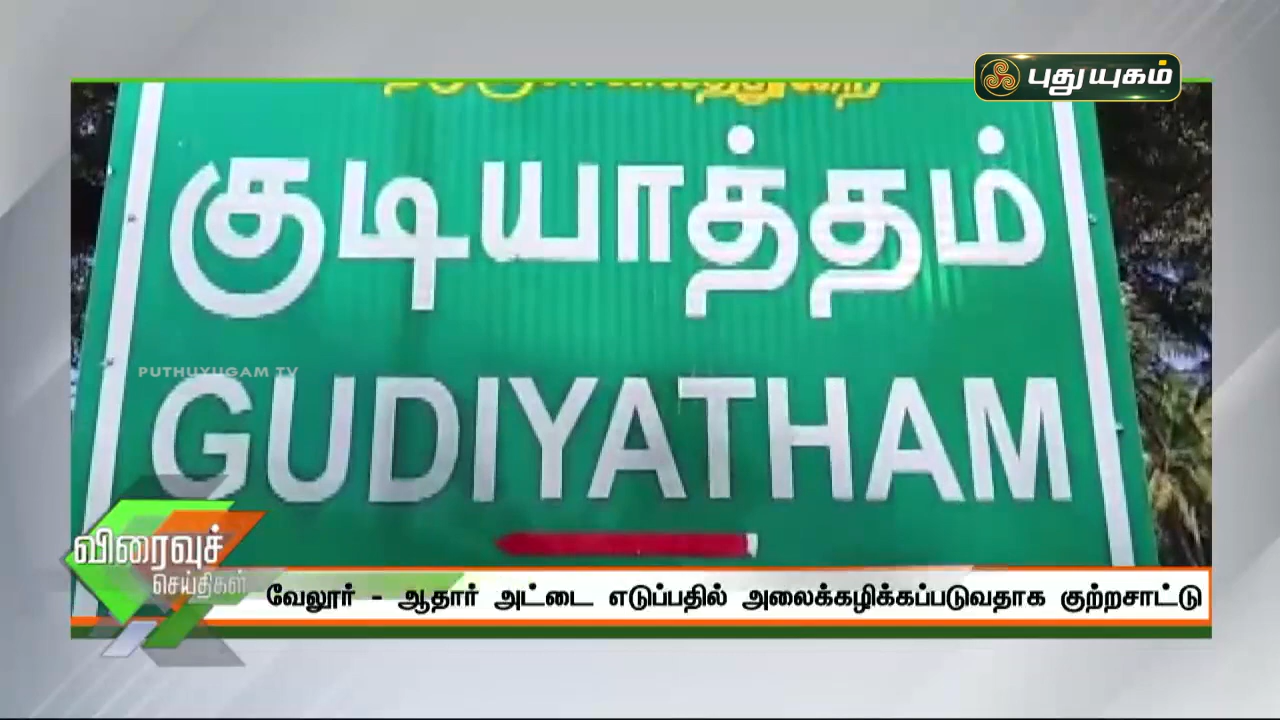 புதுயுகம்
குடியாத்தம்
PUTHUYUGAM TV
GUDIYATHAM
விரைவுச்
செய்திகள்
வேலூர் - ஆதார் அட்டை எடுப்பதில் அலைக்கழிக்கப்படுவதாக குற்றசாட்டு